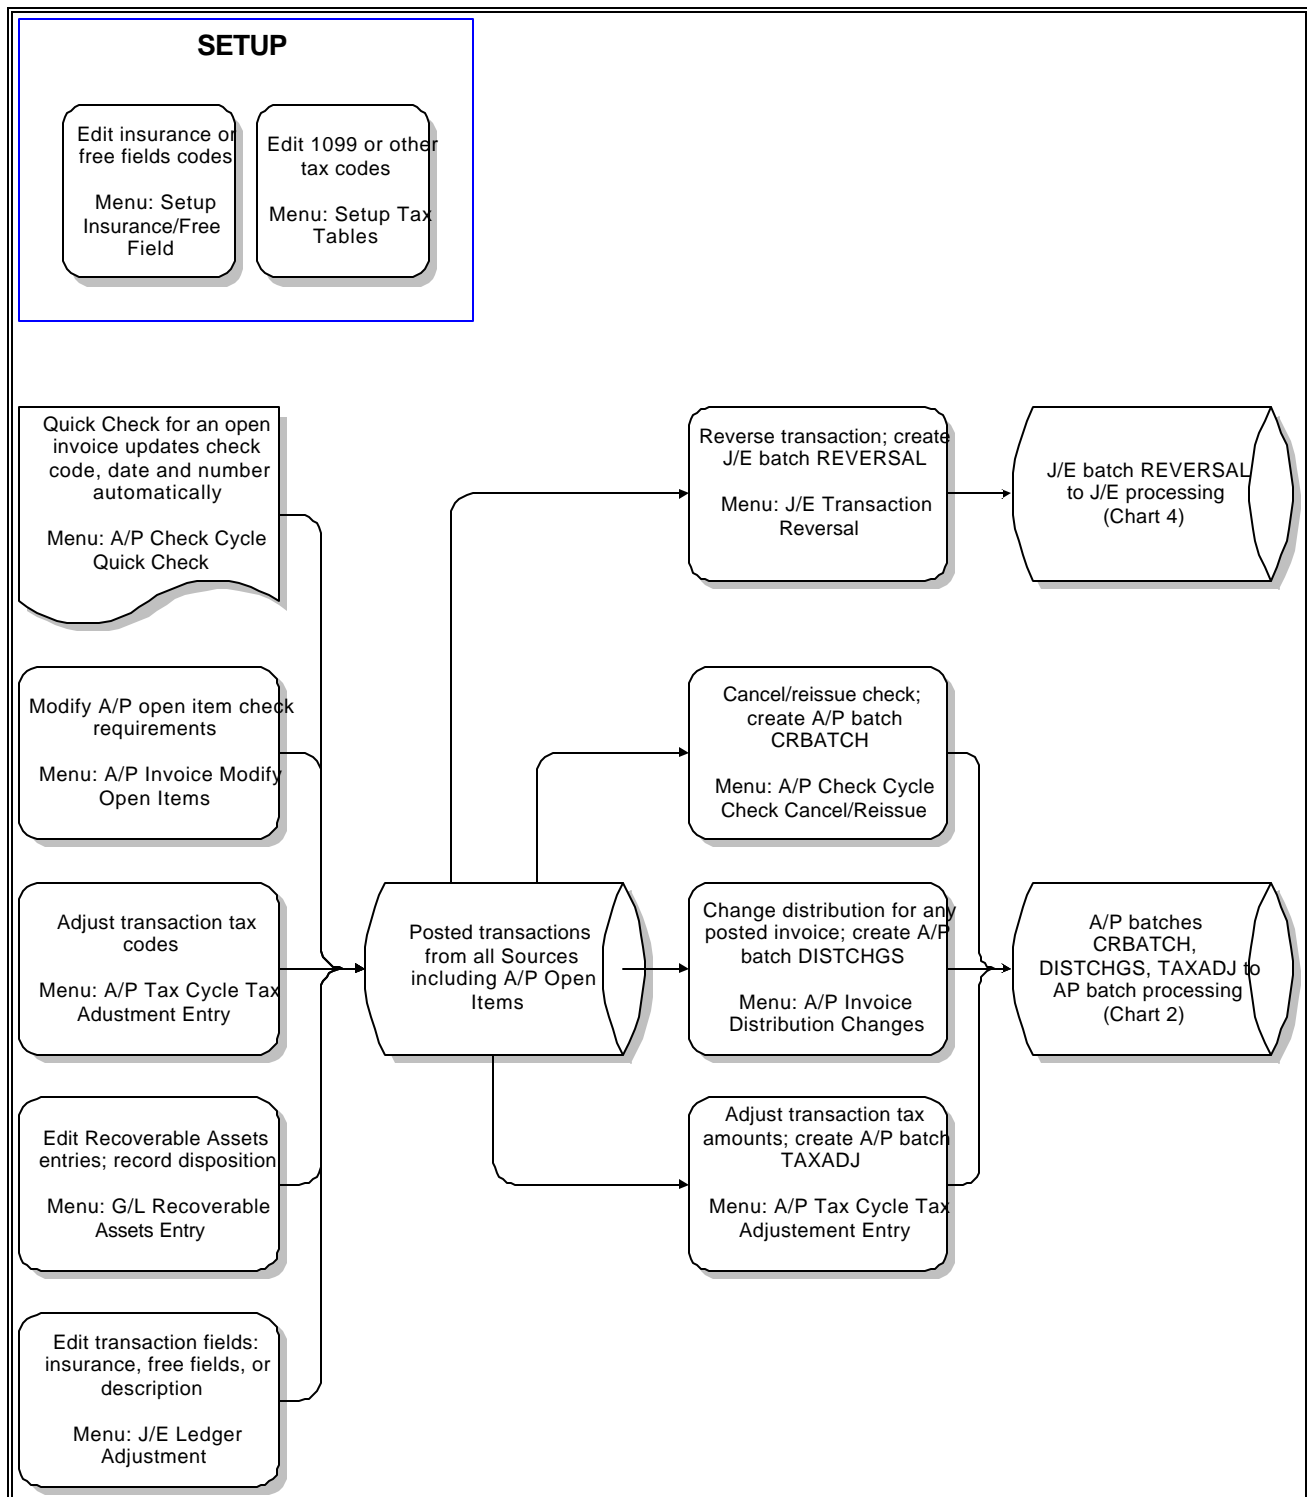 SETUP
Edit insurance or
free fields codes
Menu: Setup
Insurance/Free
Field
Edit 1099 or other
tax codes
Menu: Setup Tax
Tables
Quick Check for an open
invoice updates check
code, date and number
automatically
Menu: A/P Check Cycle
Quick Check
Modify A/P open item check
requirements
Menu: A/P Invoice Modify
Open Items
Adjust transaction tax
codes
Menu: A/P Tax Cycle Tax
Adustment Entry
Edit Recoverable Assets
entries; record disposition
Menu: G/L Recoverable
Assets Entry
Edit transaction fields:
insurance, free fields, or
description
Menu: J/E Ledger
Adjustment
Posted transactions
from all Sources
including A/P Open
Items
Reverse transaction; create
J/E batch REVERSAL
Menu: J/E Transaction
Reversal
Cancel/reissue check;
create A/P batch
CRBATCH
Menu: A/P Check Cycle
Check Cancel/Reissue
Change distribution for any
posted invoice; create A/P
batch DISTCHGS
Menu: A/P Invoice
Distribution Changes
Adjust transaction tax
amounts; create A/P batch
TAXADJ
Menu: A/P Tax Cycle Tax
Adjustement Entry
J/E batch REVERSAL
to J/E processing
(Chart 4)
A/P batches
CRBATCH,
DISTCHGS, TAXADJ to
AP batch processing
(Chart 2)